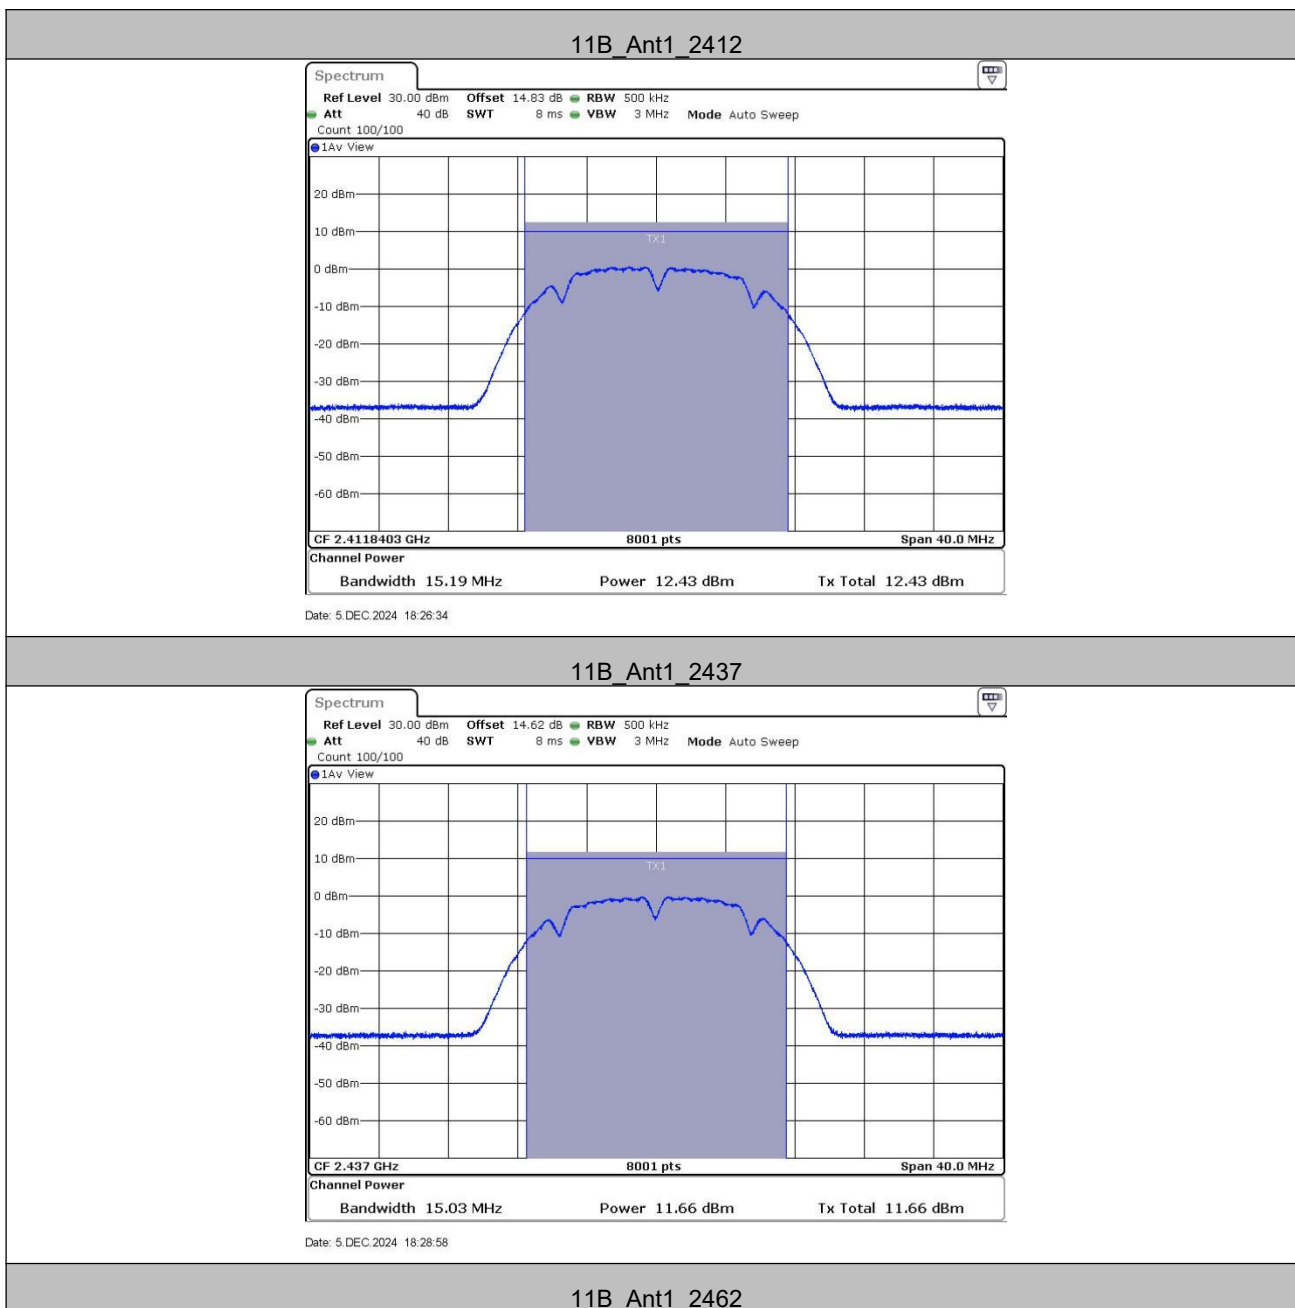 11B_Ant1_2412
Spectrum
Ref Level 30.00 dBm Offset 14.83 dB RBW 500 kHz
Att 40 dB SWT 8 ms VBW 3 MHz Mode Auto Sweep
Count 100/100
1Av View
20 dBm
10 dBm
TX1
0 dBm
-10 dBm
-20 dBm
-30 dBm
-40 dBm
-50 dBm
-60 dBm
CF 2.4118403 GHz 8001 pts Span 40.0 MHz
Channel Power
Bandwidth 15.19 MHz Power 12.43 dBm Tx Total 12.43 dBm
Date: 5.DEC.2024 18:26:34
11B_Ant1_2437
Spectrum
Ref Level 30.00 dBm Offset 14.62 dB RBW 500 kHz
Att 40 dB SWT 8 ms VBW 3 MHz Mode Auto Sweep
Count 100/100
1Av View
20 dBm
10 dBm
TX1
0 dBm
-10 dBm
-20 dBm
-30 dBm
-40 dBm
-50 dBm
-60 dBm
CF 2.437 GHz 8001 pts Span 40.0 MHz
Channel Power
Bandwidth 15.03 MHz Power 11.66 dBm Tx Total 11.66 dBm
Date: 5.DEC.2024 18:28:58
11B_Ant1_2462